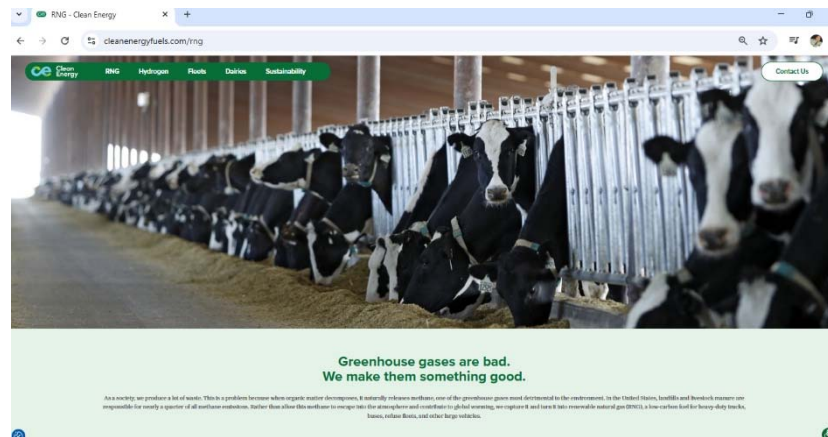 RNG - Clean Energy
cleanenergyfuels.com/rng
Clean Energy
RNG Hydrogen Fleets Dairies Sustainability
Contact Us
Greenhouse gases are bad.
We make them something good.
As a society, we produce a lot of waste. This is a problem because when organic matter decomposes, it naturally releases methane, one of the greenhouse gases most detrimental to the environment. In the United States, landfills and livestock manure are
responsible for nearly a quarter of all methane emissions. Rather than allow this methane to escape into the atmosphere and contribute to global warming, we capture it and turn it into renewable natural gas (RNG), a low-carbon fuel for heavy-duty trucks,
buses, refuse fleets, and other large vehicles.